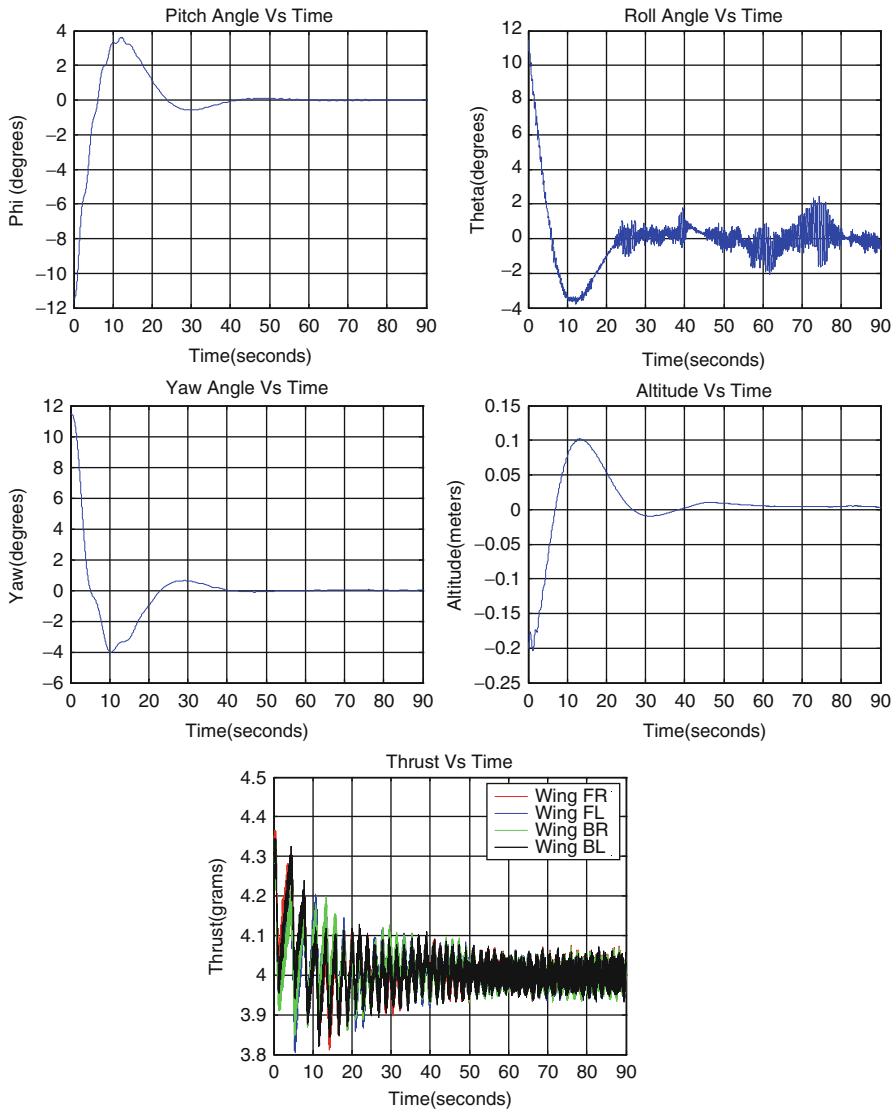 Pitch Angle Vs Time
4
2
0
−2
−4
−6
−8
−10
−12
Phi (degrees)
0 10 20 30 40 50 60 70 80 90
Time(seconds)
Roll Angle Vs Time
12
10
8
6
4
2
0
−2
−4
Theta(degrees)
0 10 20 30 40 50 60 70 80 90
Time(seconds)
Yaw Angle Vs Time
12
10
8
6
4
2
0
−2
−4
−6
Yaw(degrees)
0 10 20 30 40 50 60 70 80 90
Time(seconds)
Altitude Vs Time
0.15
0.1
0.05
0
−0.05
−0.1
−0.15
−0.2
−0.25
Altitude(meters)
0 10 20 30 40 50 60 70 80 90
Time(seconds)
Thrust Vs Time
4.5
4.4
4.3
4.2
4.1
4
3.9
3.8
Thrust(grams)
Wing FR
Wing FL
Wing BR
Wing BL
0 10 20 30 40 50 60 70 80 90
Time(seconds)